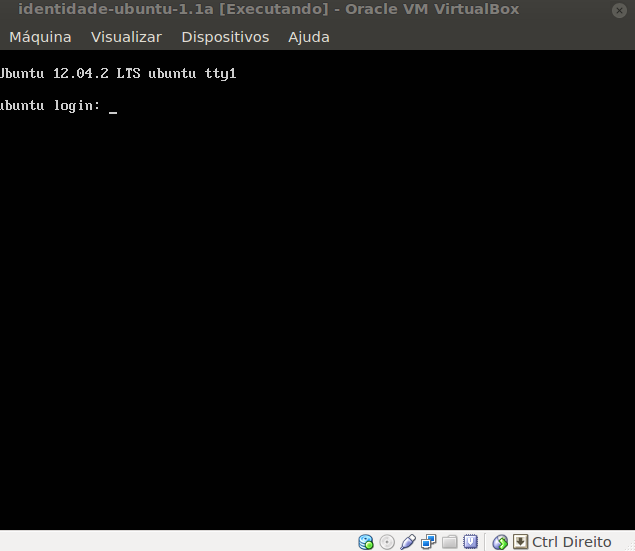 identidade-ubuntu-1.1a [Executando] - Oracle VM VirtualBox
Máquina Visualizar Dispositivos Ajuda
Ubuntu 12.04.2 LTS ubuntu tty1
ubuntu login: _
Ctrl Direito